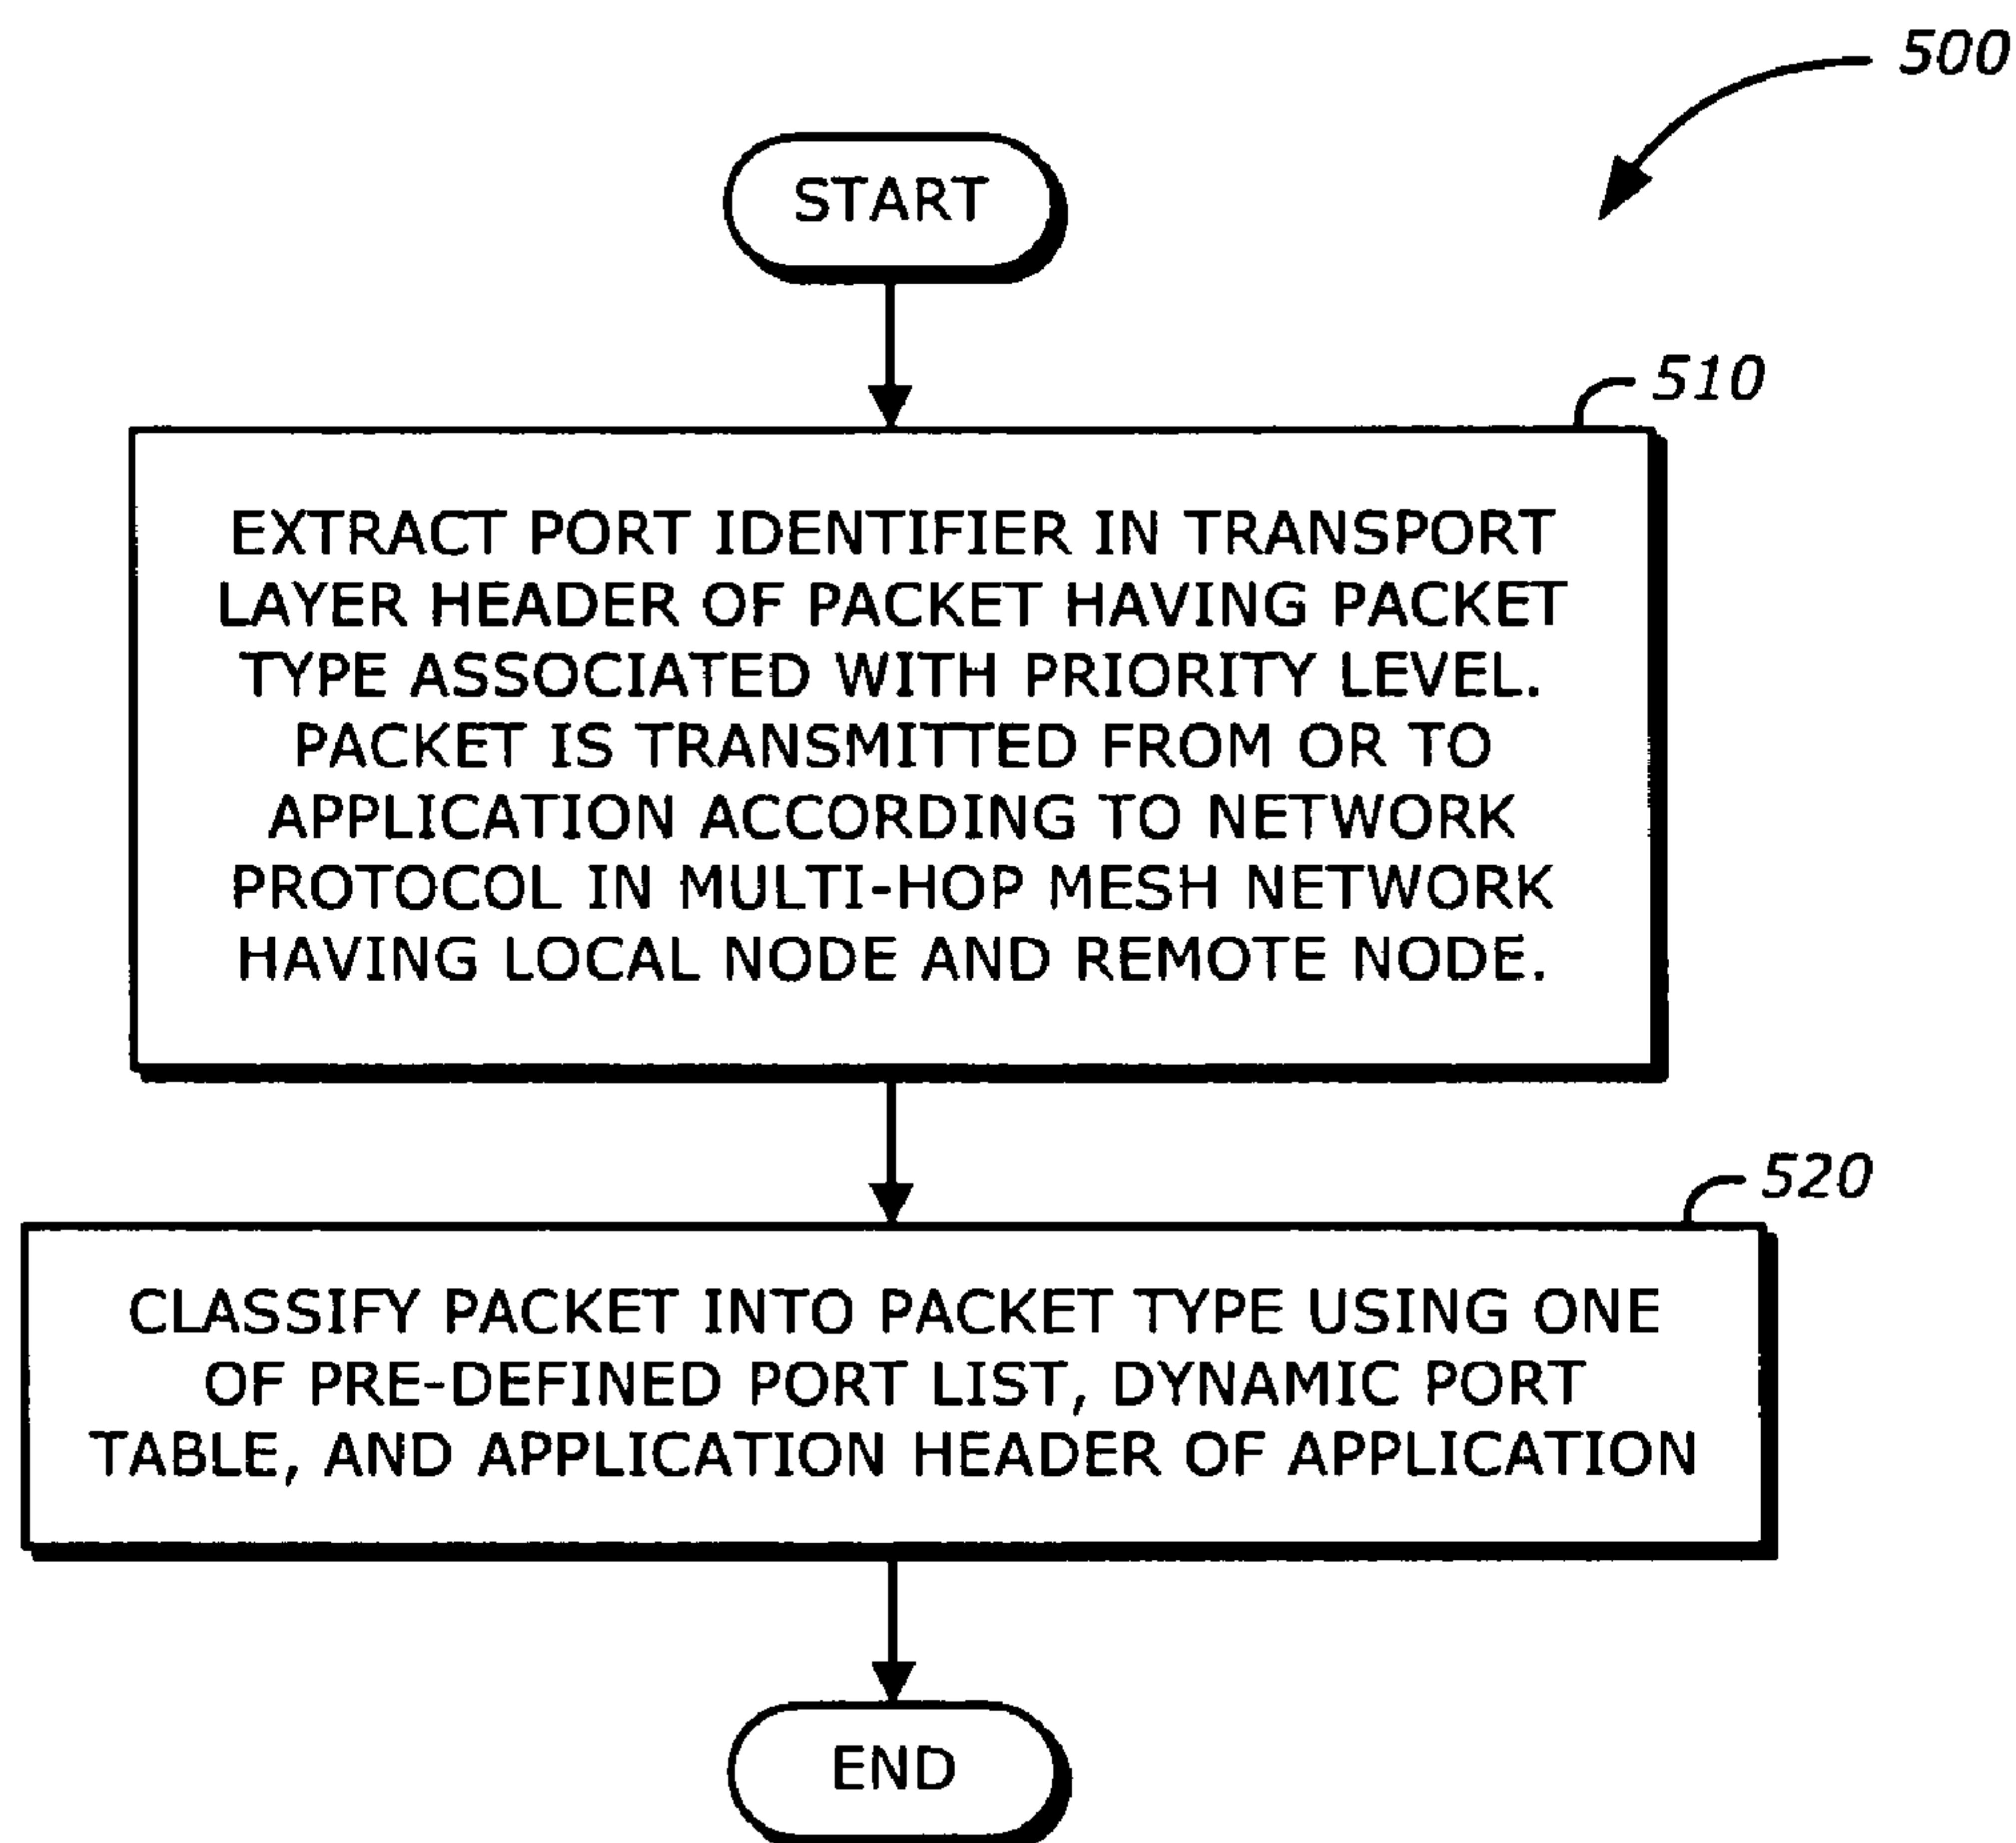 500
START
510
EXTRACT PORT IDENTIFIER IN TRANSPORT
LAYER HEADER OF PACKET HAVING PACKET
TYPE ASSOCIATED WITH PRIORITY LEVEL.
PACKET IS TRANSMITTED FROM OR TO
APPLICATION ACCORDING TO NETWORK
PROTOCOL IN MULTI-HOP MESH NETWORK
HAVING LOCAL NODE AND REMOTE NODE.
520
CLASSIFY PACKET INTO PACKET TYPE USING ONE
OF PRE-DEFINED PORT LIST, DYNAMIC PORT
TABLE, AND APPLICATION HEADER OF APPLICATION
END